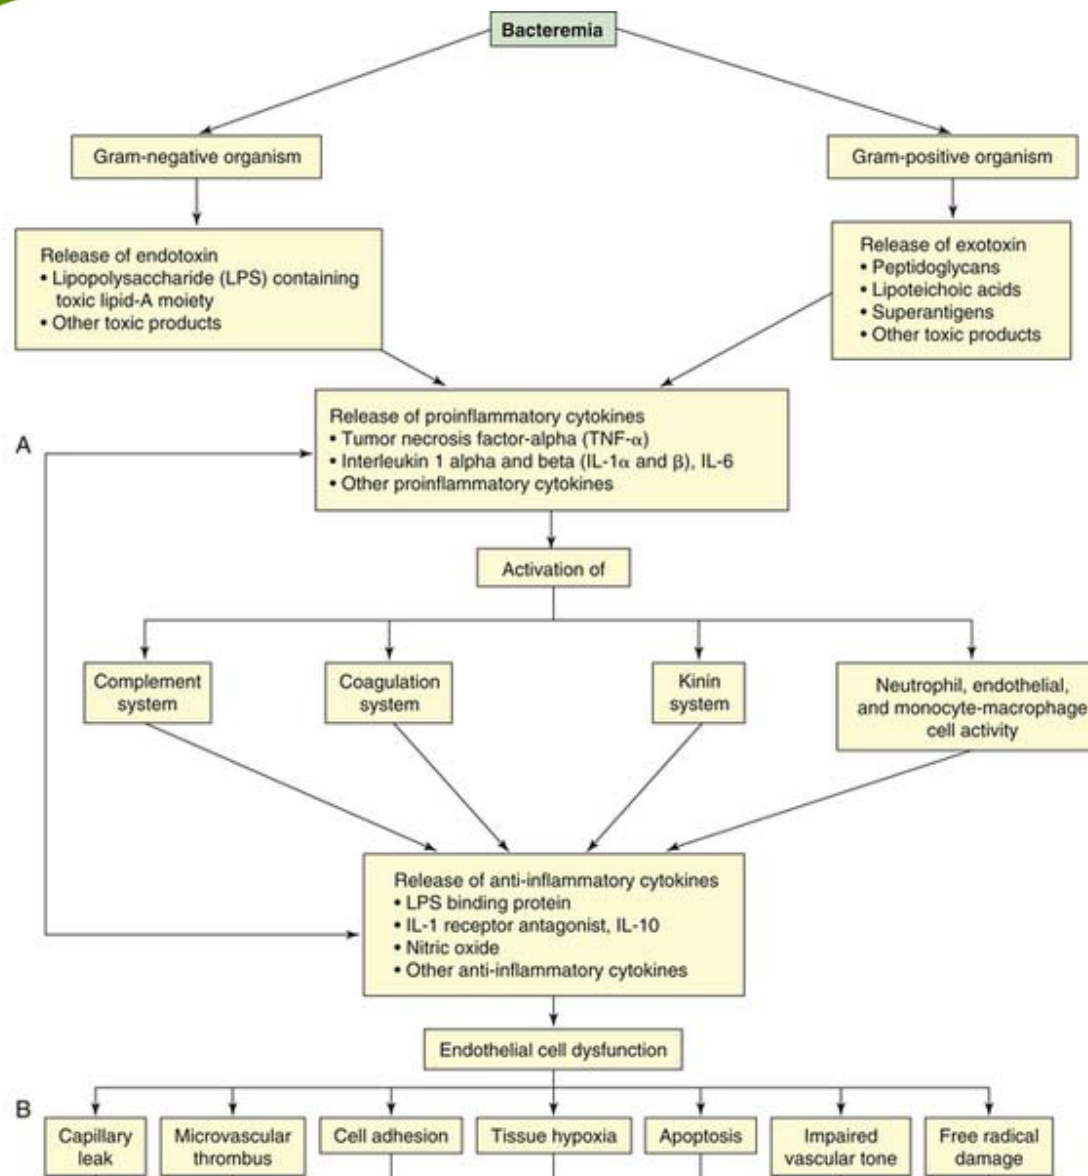 Bacteremia
Gram-negative organism
Gram-positive organism
Release of endotoxin
• Lipopolysaccharide (LPS) containing
toxic lipid-A moiety
• Other toxic products
Release of exotoxin
• Peptidoglycans
• Lipoteichoic acids
• Superantigens
• Other toxic products
A
Release of proinflammatory cytokines
• Tumor necrosis factor-alpha (TNF-α)
• Interleukin 1 alpha and beta (IL-1α and β), IL-6
• Other proinflammatory cytokines
Activation of
Complement
system
Coagulation
system
Kinin
system
Neutrophil, endothelial,
and monocyte-macrophage
cell activity
Release of anti-inflammatory cytokines
• LPS binding protein
• IL-1 receptor antagonist, IL-10
• Nitric oxide
• Other anti-inflammatory cytokines
Endothelial cell dysfunction
B
Capillary
leak
Microvascular
thrombus
Cell adhesion
Tissue hypoxia
Apoptosis
Impaired
vascular tone
Free radical
damage